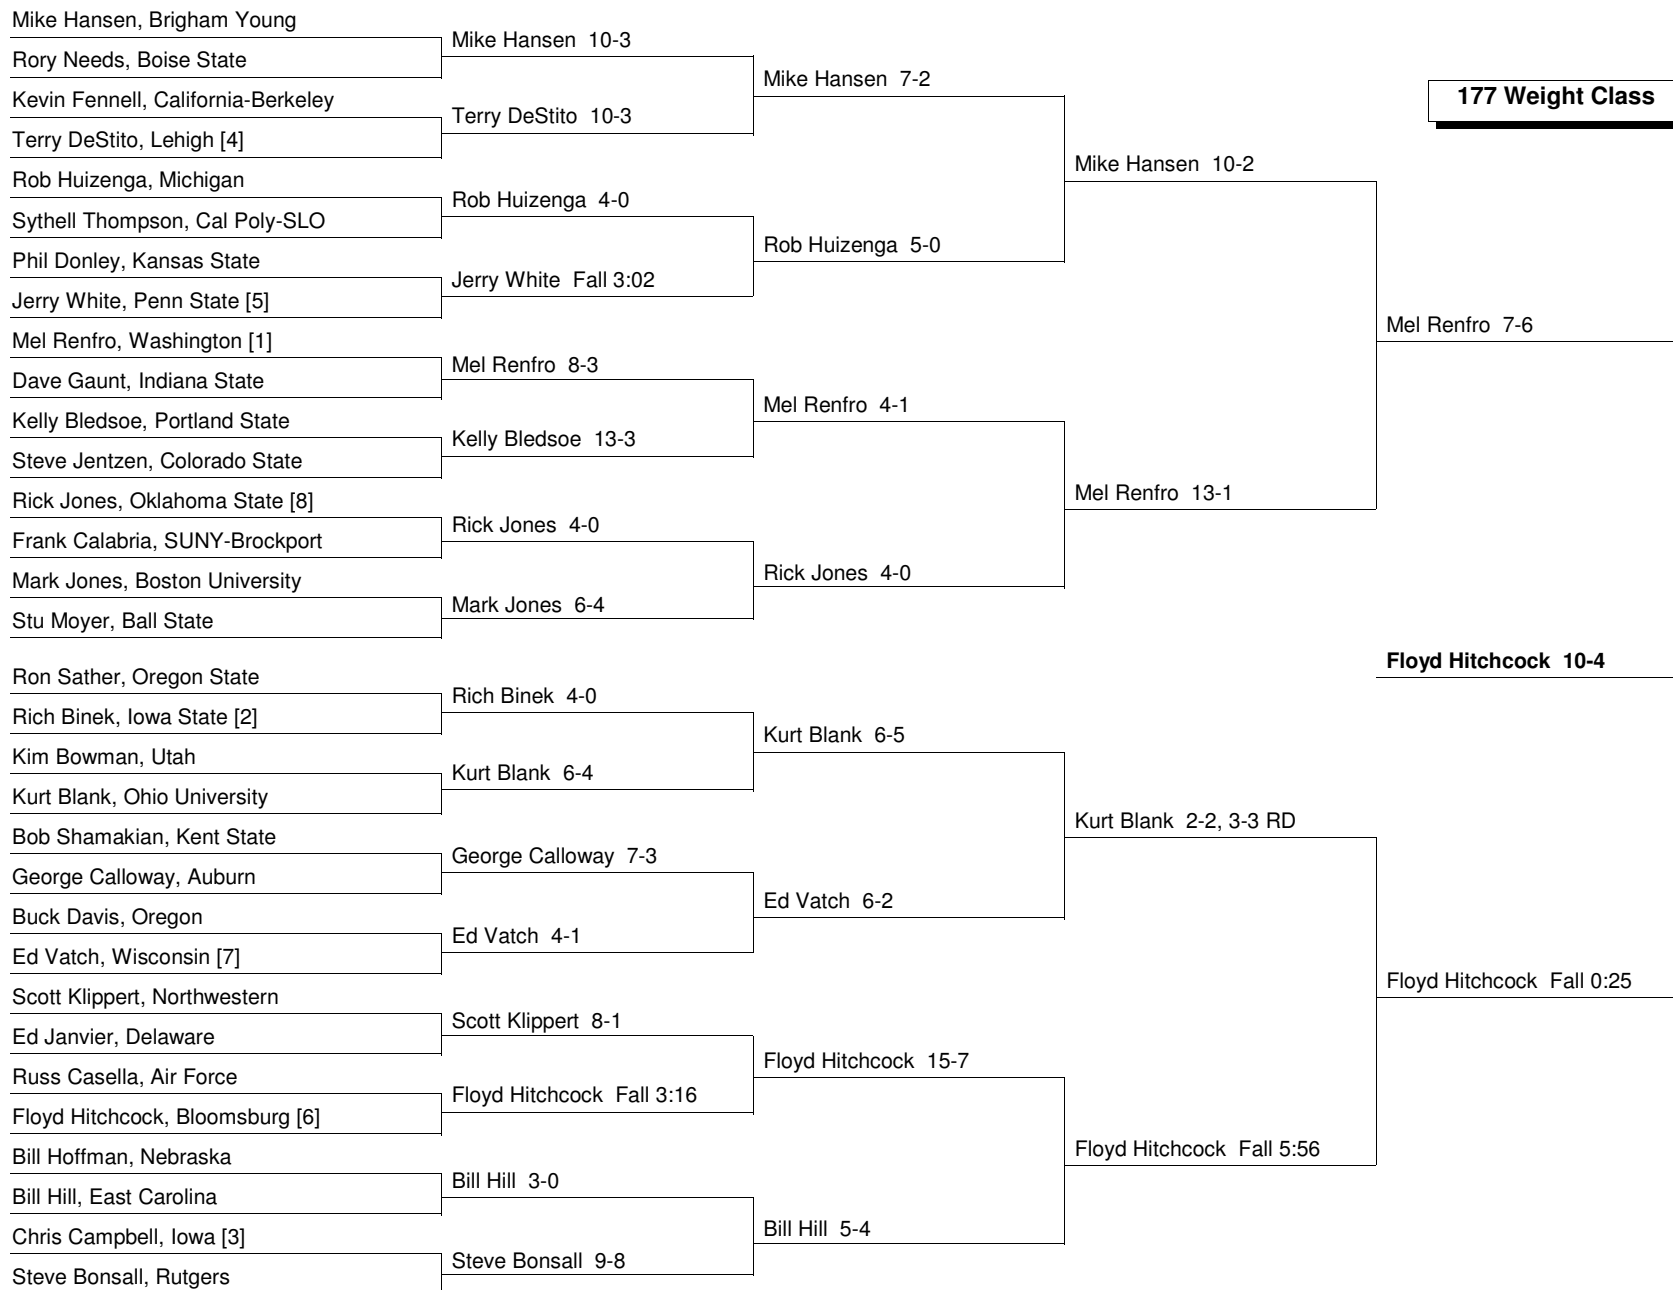 Mike Hansen, Brigham Young
Rory Needs, Boise State
Kevin Fennell, California-Berkeley
Terry DeStito, Lehigh [4]
Rob Huizenga, Michigan
Sythell Thompson, Cal Poly-SLO
Phil Donley, Kansas State
Jerry White, Penn State [5]
Mel Renfro, Washington [1]
Dave Gaunt, Indiana State
Kelly Bledsoe, Portland State
Steve Jentzen, Colorado State
Rick Jones, Oklahoma State [8]
Frank Calabria, SUNY-Brockport
Mark Jones, Boston University
Stu Moyer, Ball State
Ron Sather, Oregon State
Rich Binek, Iowa State [2]
Kim Bowman, Utah
Kurt Blank, Ohio University
Bob Shamakian, Kent State
George Calloway, Auburn
Buck Davis, Oregon
Ed Vatch, Wisconsin [7]
Scott Klippert, Northwestern
Ed Janvier, Delaware
Russ Casella, Air Force
Floyd Hitchcock, Bloomsburg [6]
Bill Hoffman, Nebraska
Bill Hill, East Carolina
Chris Campbell, Iowa [3]
Steve Bonsall, Rutgers
Mike Hansen 10-3
Terry DeStito 10-3
Rob Huizenga 4-0
Jerry White Fall 3:02
Mel Renfro 8-3
Kelly Bledsoe 13-3
Rick Jones 4-0
Mark Jones 6-4
Rich Binek 4-0
Kurt Blank 6-4
George Calloway 7-3
Ed Vatch 4-1
Scott Klippert 8-1
Floyd Hitchcock Fall 3:16
Bill Hill 3-0
Steve Bonsall 9-8
Mike Hansen 7-2
Rob Huizenga 5-0
Mel Renfro 4-1
Rick Jones 4-0
Kurt Blank 6-5
Ed Vatch 6-2
Floyd Hitchcock 15-7
Bill Hill 5-4
Mike Hansen 10-2
Mel Renfro 13-1
Kurt Blank 2-2, 3-3 RD
Floyd Hitchcock Fall 5:56
177 Weight Class
Mel Renfro 7-6
Floyd Hitchcock 10-4
Floyd Hitchcock Fall 0:25